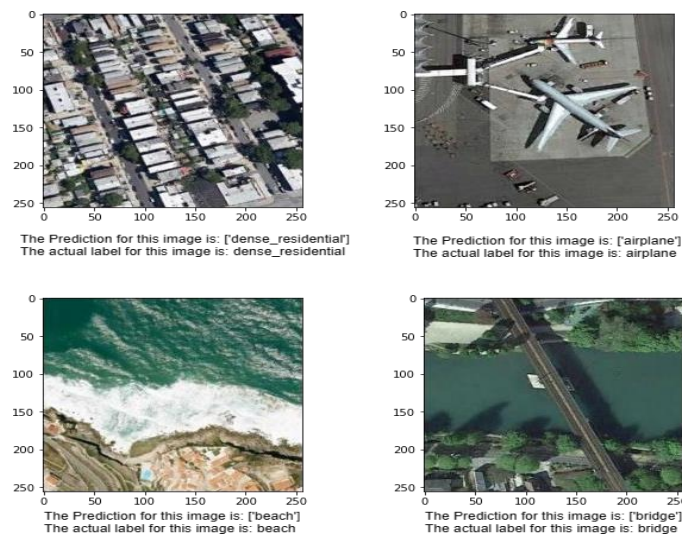 0
50
100
150
200
250
0 50 100 150 200 250
The Prediction for this image is: ['dense_residential']
The actual label for this image is: dense_residential
0
50
100
150
200
250
0 50 100 150 200 250
The Prediction for this image is: ['airplane']
The actual label for this image is: airplane
0
50
100
150
200
250
0 50 100 150 200 250
The Prediction for this image is: ['beach']
The actual label for this image is: beach
0
50
100
150
200
250
0 50 100 150 200
The Prediction for this image is: ['bridge']
The actual label for this image is: bridge